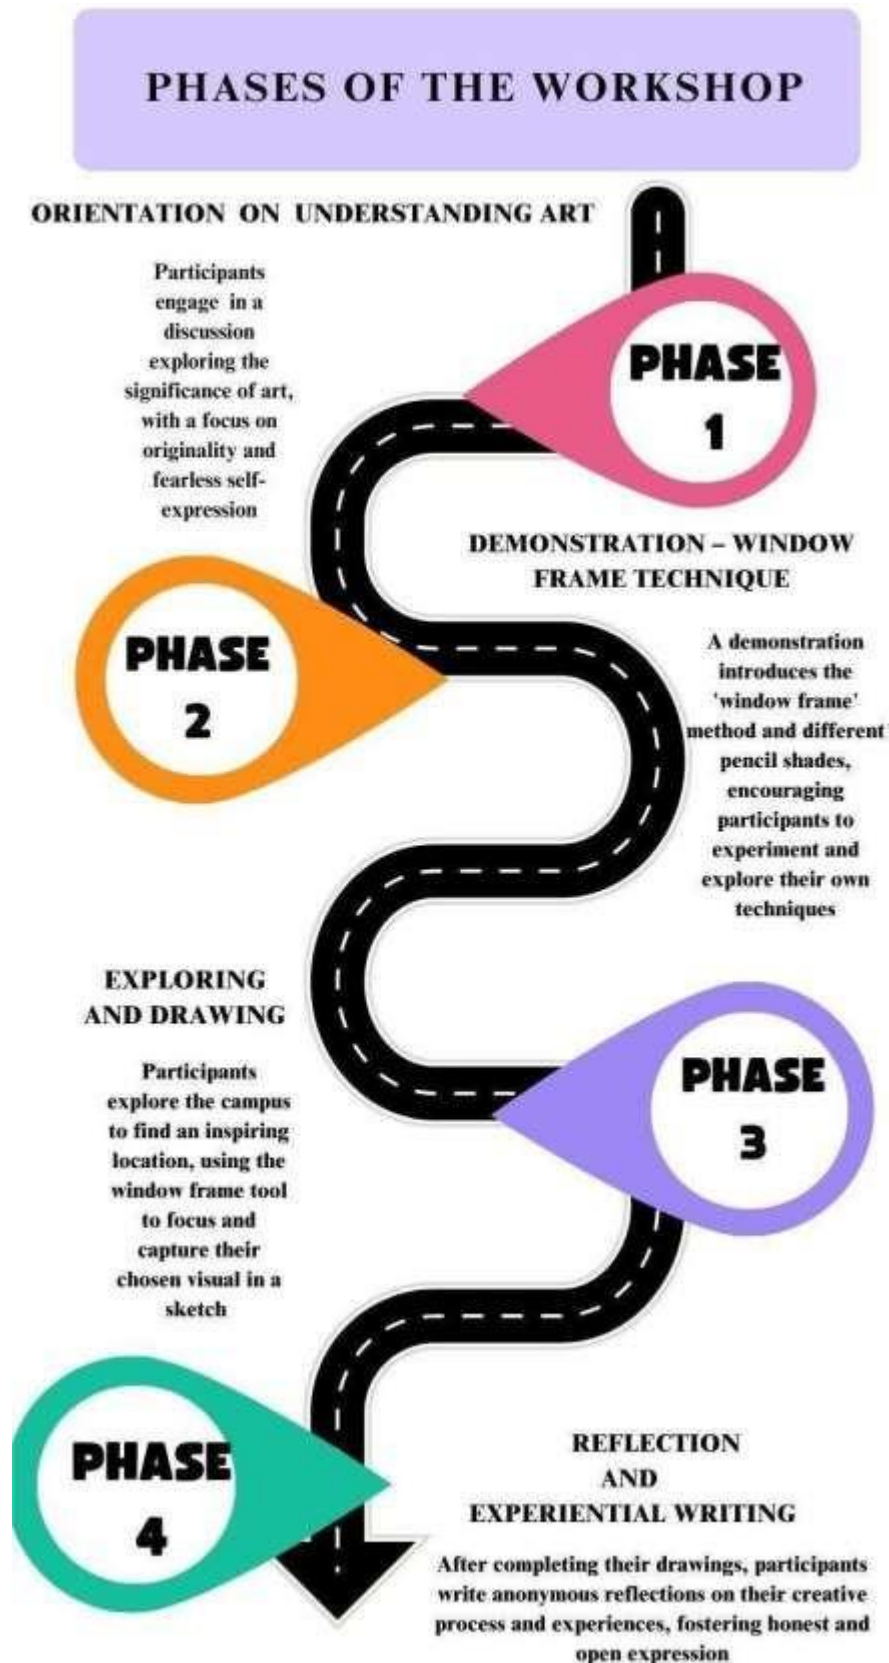 PHASES OF THE WORKSHOP
ORIENTATION ON UNDERSTANDING ART
Participants
engage in a
discussion
exploring the
significance of art,
with a focus on
originality and
fearless self-
expression
PHASE
1
DEMONSTRATION – WINDOW
FRAME TECHNIQUE
A demonstration
introduces the
'window frame'
method and different
pencil shades,
encouraging
participants to
experiment and
explore their own
techniques
PHASE
2
EXPLORING
AND DRAWING
Participants
explore the campus
to find an inspiring
location, using the
window frame tool
to focus and
capture their
chosen visual in a
sketch
PHASE
3
PHASE
4
REFLECTION
AND
EXPERIENTIAL WRITING
After completing their drawings, participants
write anonymous reflections on their creative
process and experiences, fostering honest and
open expression